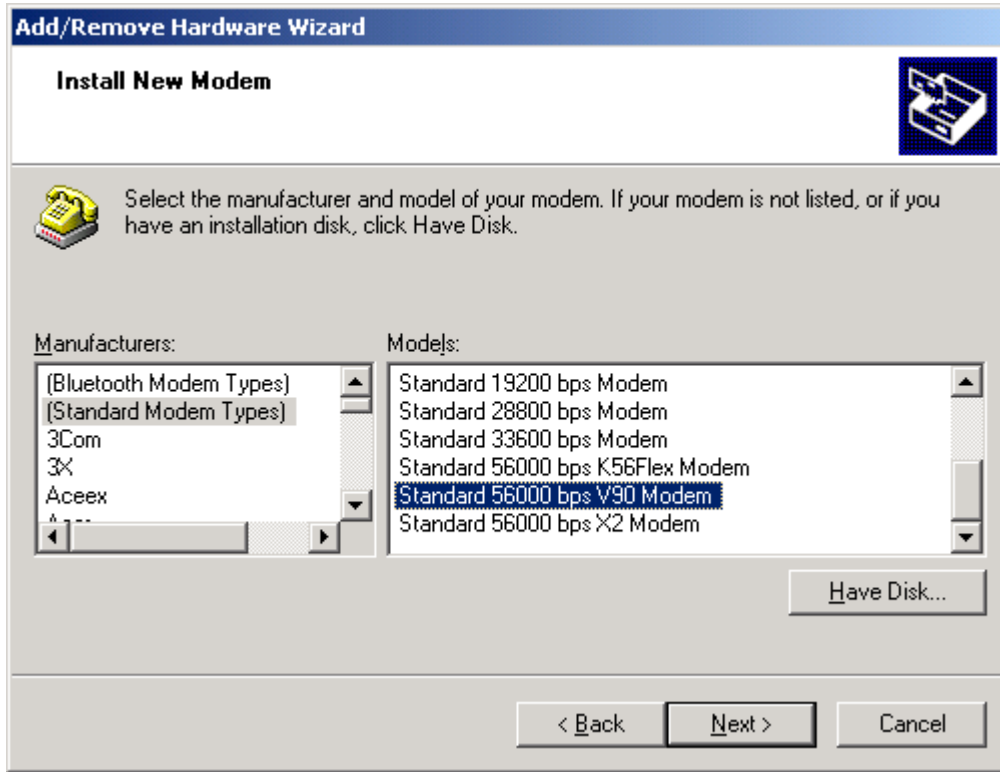 Add/Remove Hardware Wizard
Install New Modem
Select the manufacturer and model of your modem. If your modem is not listed, or if you
have an installation disk, click Have Disk.
Manufacturers:
(Bluetooth Modem Types)
(Standard Modem Types)
3Com
3X
Aceex
Models:
Standard 19200 bps Modem
Standard 28800 bps Modem
Standard 33600 bps Modem
Standard 56000 bps K56Flex Modem
Standard 56000 bps V90 Modem
Standard 56000 bps X2 Modem
Have Disk...
< Back
Next >
Cancel